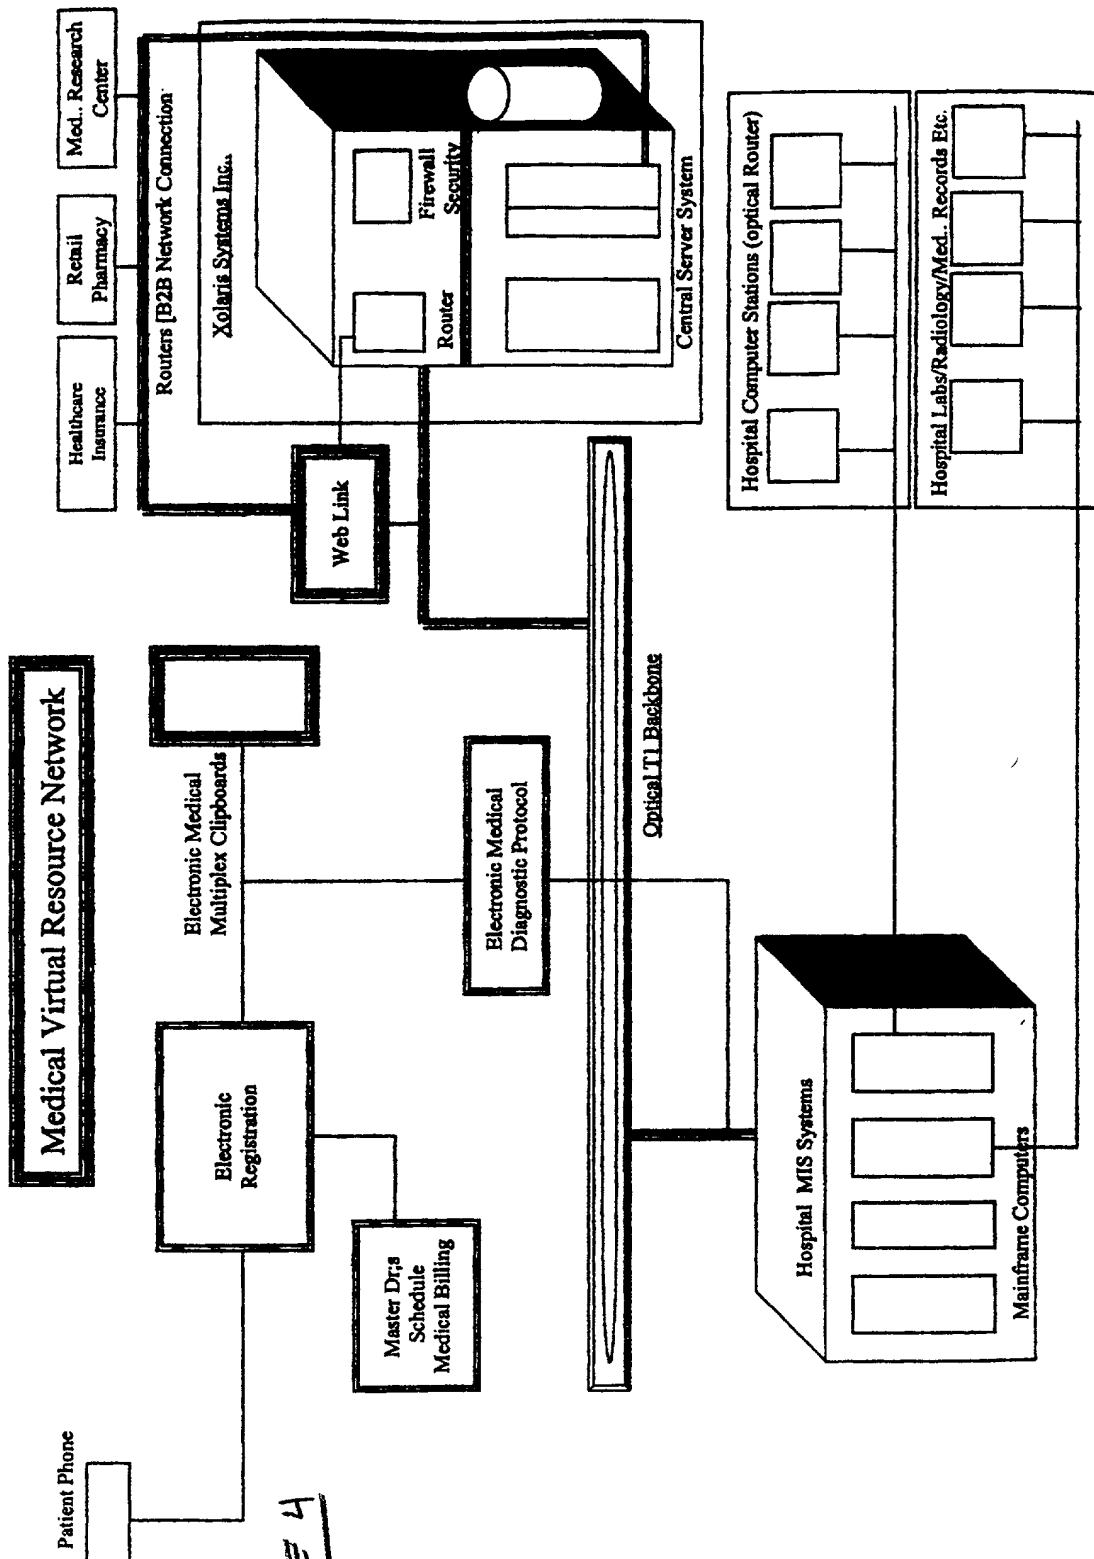 Medical Virtual Resource Network
Patient Phone
Electronic
Registration
Master Dr;s
Schedule
Medical Billing
Electronic Medical
Multiplex Clipboards
Electronic Medical
Diagnostic Protocol
Web Link
Healthcare
Insurance
Retail
Pharmacy
Med.. Research
Center
Routers [B2B Network Connection
Xolaris Systems Inc..
Router
Firewall
Security
Central Server System
Optical T1 Backbone
Hospital MIS Systems
Mainframe Computers
Hospital Computer Stations (optical Router)
Hospital Labs/Radiology/Med.. Records Etc.
4